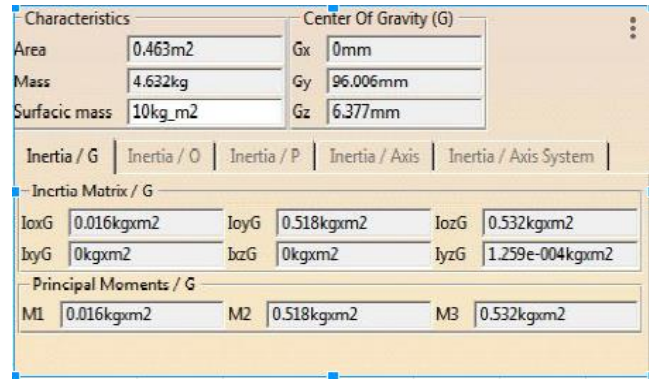 Characteristics Center Of Gravity (G)
Area 0.463m2 Gx 0mm
Mass 4.632kg Gy 96.006mm
Surfacic mass 10kg_m2 Gz 6.377mm
Inertia / G Inertia / O Inertia / P Inertia / Axis Inertia / Axis System
Inertia Matrix / G
IoxG 0.016kgxm2 IoyG 0.518kgxm2 IozG 0.532kgxm2
IxyG 0kgxm2 IxzG 0kgxm2 IyzG 1.259e-004kgxm2
Principal Moments / G
M1 0.016kgxm2 M2 0.518kgxm2 M3 0.532kgxm2